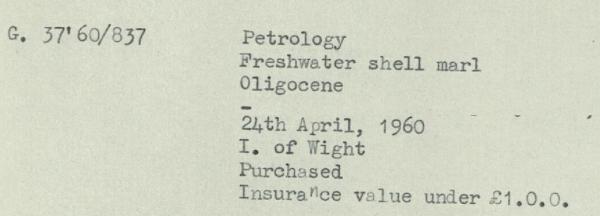 G. 37'60/837 Petrology
Freshwater shell marl
Oligocene
-
24th April, 1960
I. of Wight
Purchased
Insurance value under £1.0.0.